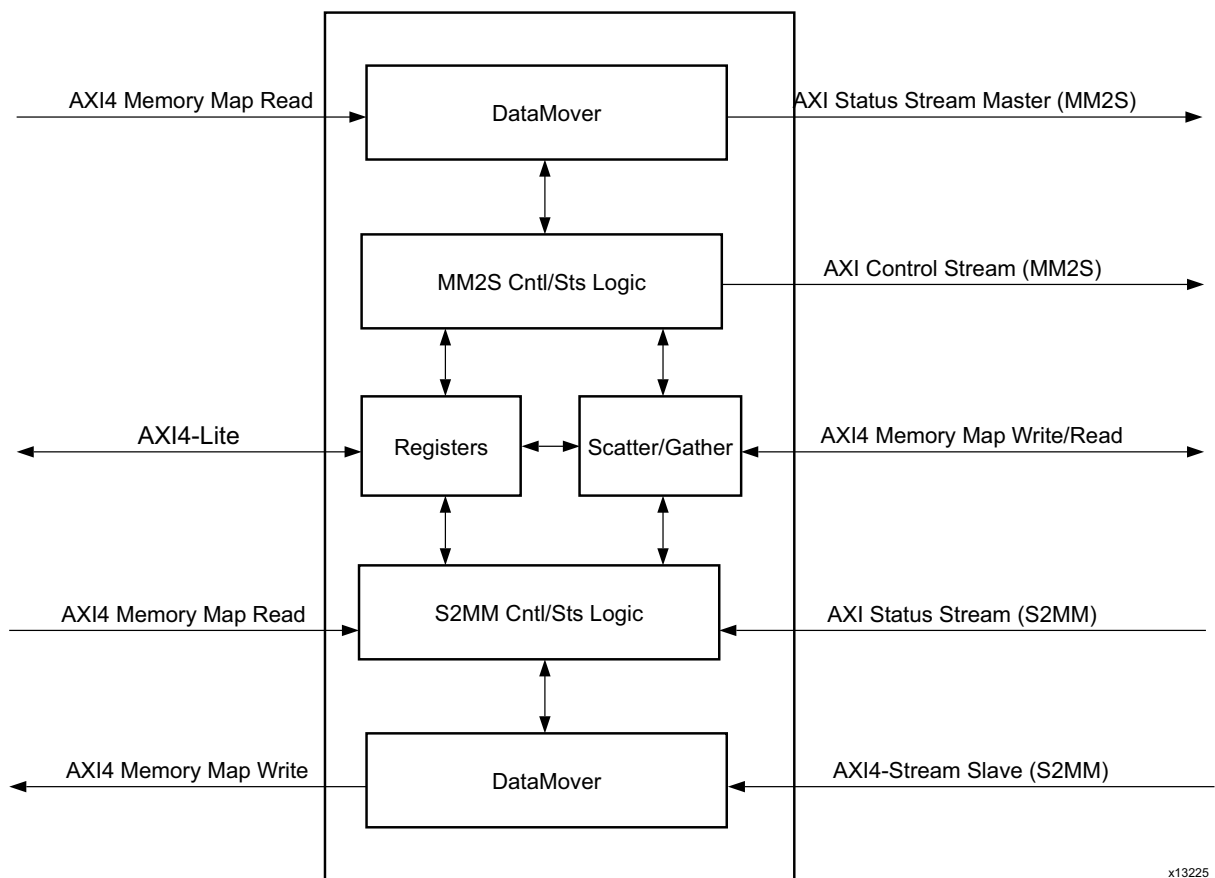 AXI4 Memory Map Read
DataMover
AXI Status Stream Master (MM2S)
MM2S Cntl/Sts Logic
AXI Control Stream (MM2S)
AXI4-Lite
Registers
Scatter/Gather
AXI4 Memory Map Write/Read
AXI4 Memory Map Read
S2MM Cntl/Sts Logic
AXI Status Stream (S2MM)
AXI4 Memory Map Write
DataMover
AXI4-Stream Slave (S2MM)
x13225